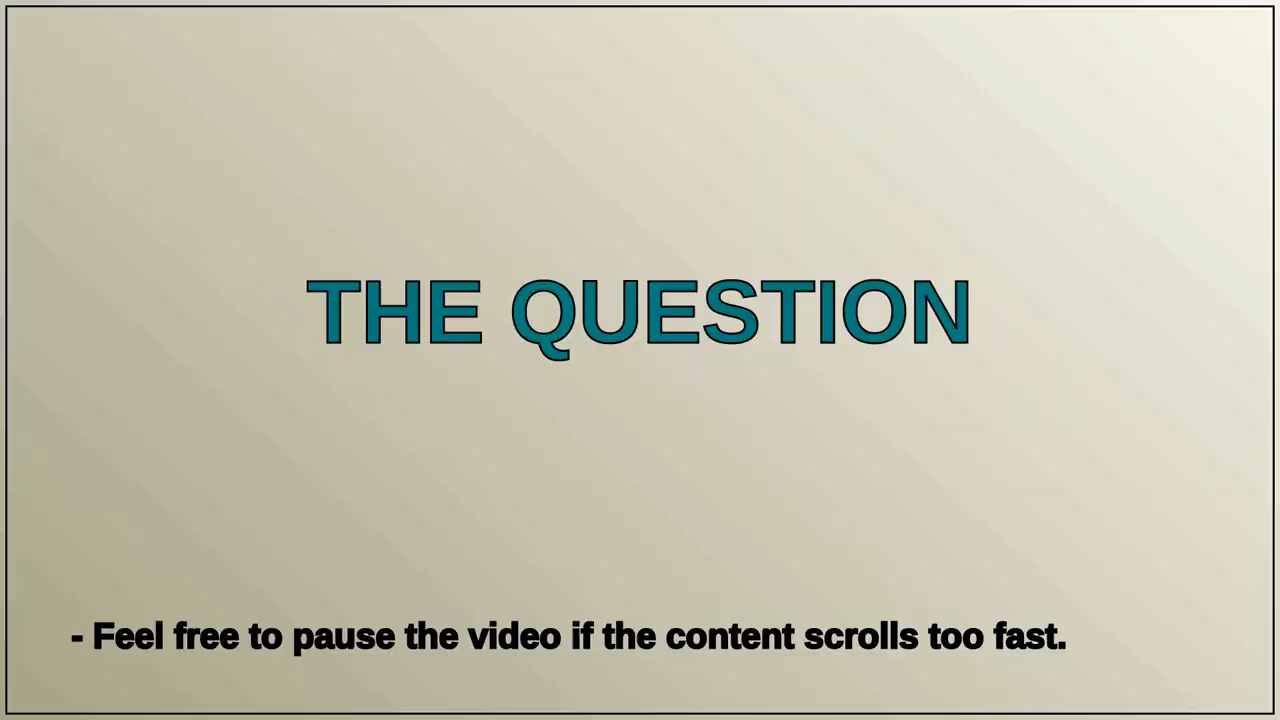 THE QUESTION
- Feel free to pause the video if the content scrolls too fast.